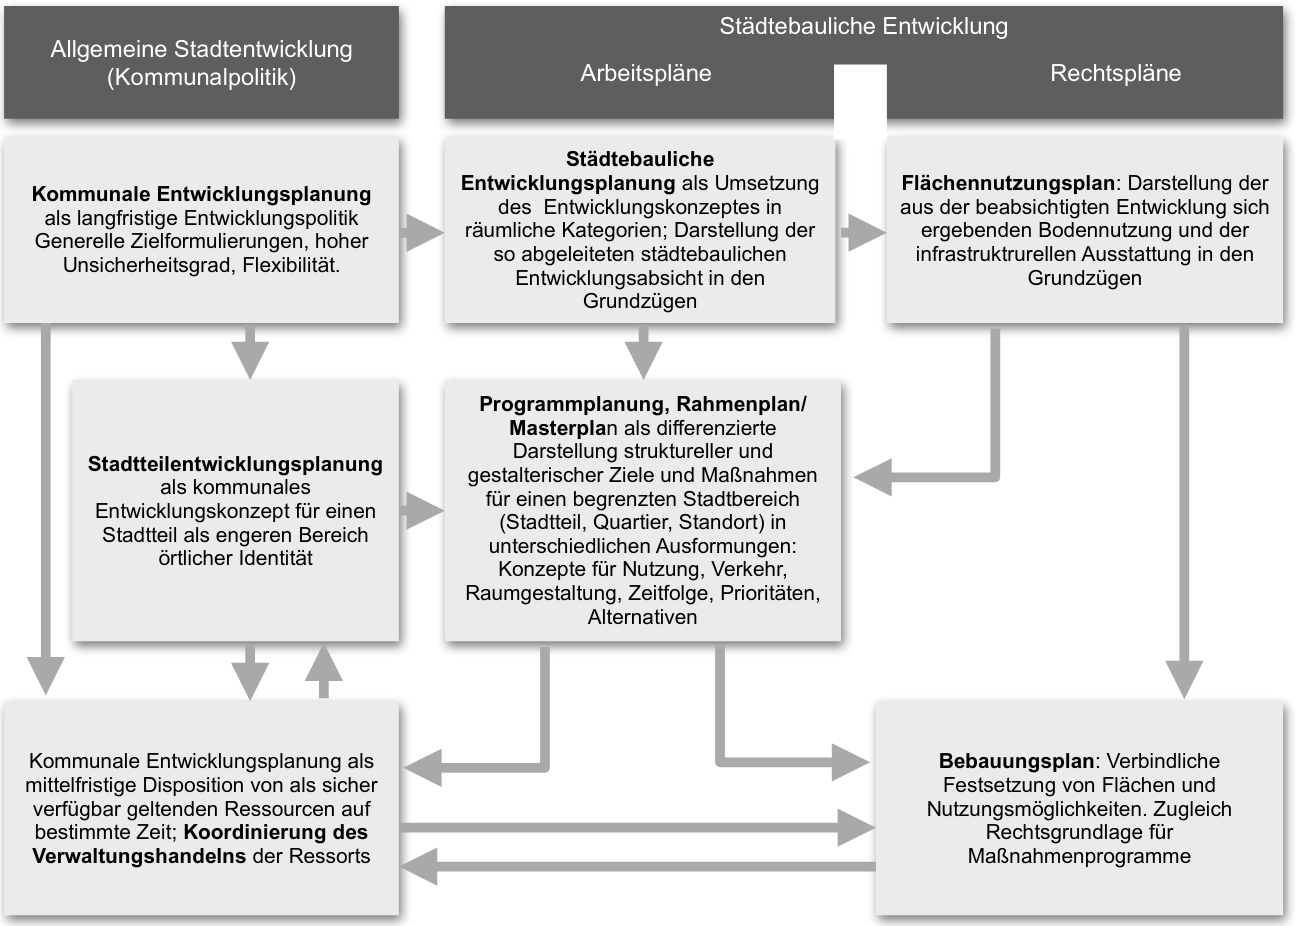 Allgemeine Stadtentwicklung
(Kommunalpolitik)
Städtebauliche Entwicklung
Arbeitspläne
Rechtspläne
Kommunale Entwicklungsplanung
als langfristige Entwicklungspolitik
Generelle Zielformulierungen, hoher
Unsicherheitsgrad, Flexibilität.
Städtebauliche
Entwicklungsplanung als Umsetzung
des Entwicklungskonzeptes in
räumliche Kategorien; Darstellung der
so abgeleiteten städtebaulichen
Entwicklungsabsicht in den
Grundzügen
Flächennutzungsplan: Darstellung der
aus der beabsichtigten Entwicklung sich
ergebenden Bodennutzung und der
infrastrukturrellen Ausstattung in den
Grundzügen
Stadtteilentwicklungsplanung
als kommunales
Entwicklungskonzept für einen
Stadtteil als engeren Bereich
örtlicher Identität
Programmplanung, Rahmenplan/
Masterplan als differenzierte
Darstellung struktureller und
gestalterischer Ziele und Maßnahmen
für einen begrenzten Stadtbereich
(Stadtteil, Quartier, Standort) in
unterschiedlichen Ausformungen:
Konzepte für Nutzung, Verkehr,
Raumgestaltung, Zeitfolge, Prioritäten,
Alternativen
Kommunale Entwicklungsplanung als
mittelfristige Disposition von als sicher
verfügbar geltenden Ressourcen auf
bestimmte Zeit; Koordinierung des
Verwaltungshandelns der Ressorts
Bebauungsplan: Verbindliche
Festsetzung von Flächen und
Nutzungsmöglichkeiten. Zugleich
Rechtsgrundlage für
Maßnahmenprogramme